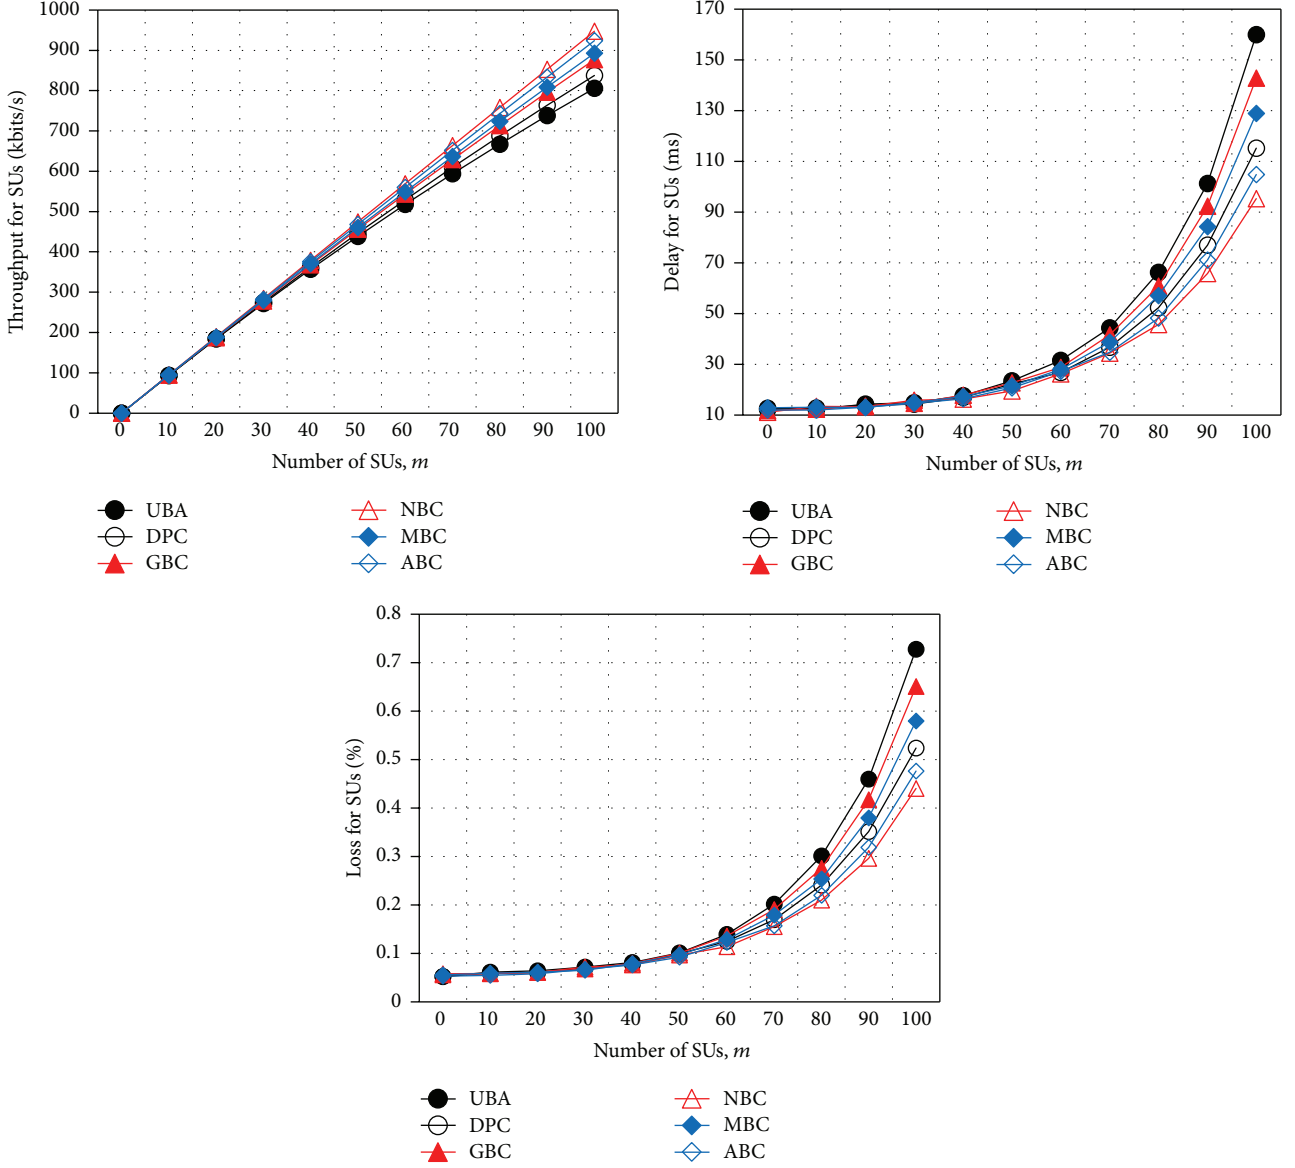 1000
900
800
700
600
500
400
300
200
100
0
Throughput for SUs (kbits/s)
0 10 20 30 40 50 60 70 80 90 100
Number of SUs, m
UBA NBC
DPC MBC
GBC ABC
170
150
130
110
90
70
50
30
10
Delay for SUs (ms)
0 10 20 30 40 50 60 70 80 90 100
Number of SUs, m
UBA NBC
DPC MBC
GBC ABC
0.8
0.7
0.6
0.5
0.4
0.3
0.2
0.1
0
Loss for SUs (%)
0 10 20 30 40 50 60 70 80 90 100
Number of SUs, m
UBA NBC
DPC MBC
GBC ABC